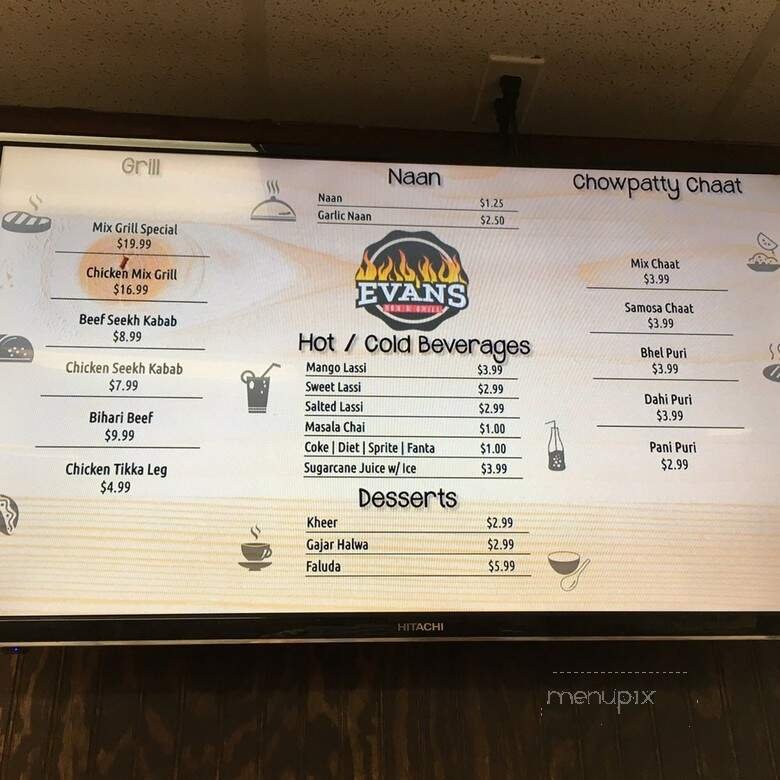 Grill
Mix Grill Special
$19.99
Chicken Mix Grill
$16.99
Beef Seekh Kabab
$8.99
Chicken Seekh Kabab
$7.99
Bihari Beef
$9.99
Chicken Tikka Leg
$4.99
Naan
Naan $1.25
Garlic Naan $2.50
EVANS
Hot / Cold Beverages
Mango Lassi $3.99
Sweet Lassi $2.99
Salted Lassi $2.99
Masala Chai $1.00
Coke | Diet | Sprite | Fanta $1.00
Sugarcane Juice w/ Ice $3.99
Desserts
Kheer $2.99
Gajar Halwa $2.99
Faluda $5.99
Chowpatty Chaat
Mix Chaat
$3.99
Samosa Chaat
$3.99
Bhel Puri
$3.99
Dahi Puri
$3.99
Pani Puri
$2.99
HITACHI
menupix